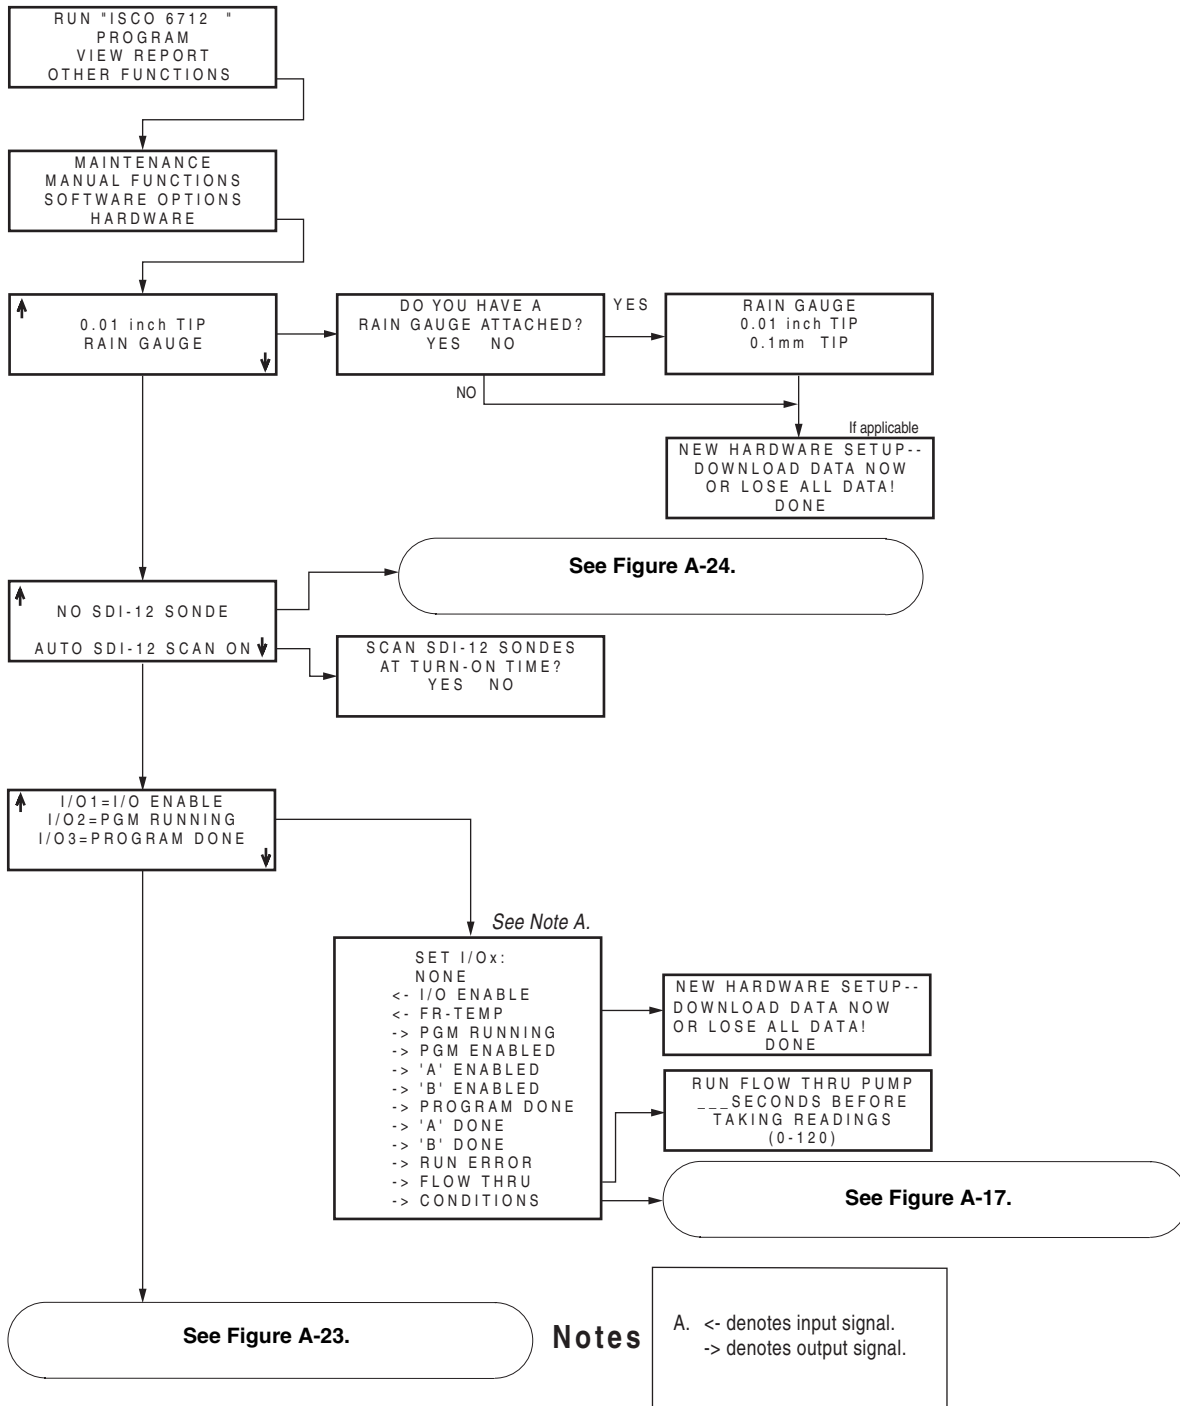 RUN "ISCO 6712 "
PROGRAM
VIEW REPORT
OTHER FUNCTIONS
MAINTENANCE
MANUAL FUNCTIONS
SOFTWARE OPTIONS
HARDWARE
0.01 inch TIP
RAIN GAUGE
DO YOU HAVE A
RAIN GAUGE ATTACHED?
YES NO
YES
RAIN GAUGE
0.01 inch TIP
0.1mm TIP
NO
If applicable
NEW HARDWARE SETUP--
DOWNLOAD DATA NOW
OR LOSE ALL DATA!
DONE
See Figure A-24.
NO SDI-12 SONDE
AUTO SDI-12 SCAN ON
SCAN SDI-12 SONDES
AT TURN-ON TIME?
YES NO
I/O1=I/O ENABLE
I/O2=PGM RUNNING
I/O3=PROGRAM DONE
See Note A.
SET I/Ox:
NONE
<- I/O ENABLE
<- FR-TEMP
-> PGM RUNNING
-> PGM ENABLED
-> 'A' ENABLED
-> 'B' ENABLED
-> PROGRAM DONE
-> 'A' DONE
-> 'B' DONE
-> RUN ERROR
-> FLOW THRU
-> CONDITIONS
NEW HARDWARE SETUP--
DOWNLOAD DATA NOW
OR LOSE ALL DATA!
DONE
RUN FLOW THRU PUMP
___SECONDS BEFORE
TAKING READINGS
(0-120)
See Figure A-17.
See Figure A-23.
Notes
A. <- denotes input signal.
-> denotes output signal.